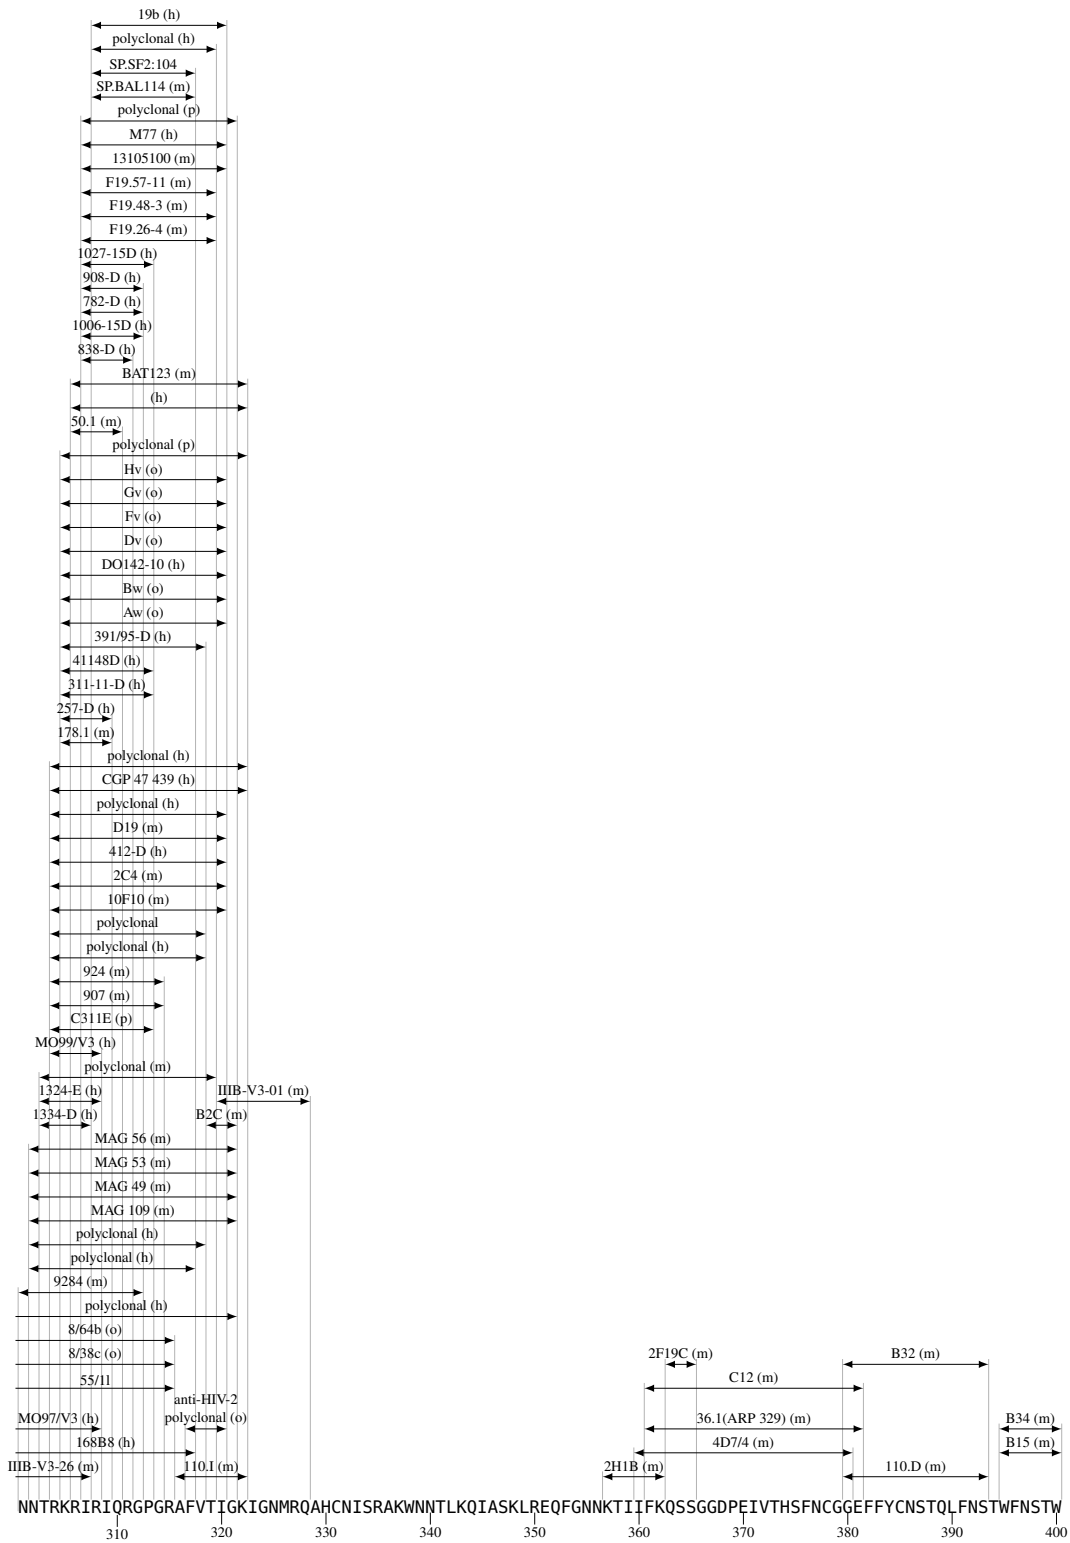 19b (h)
polyclonal (h)
SP.SF2:104
SP.BAL114 (m)
polyclonal (p)
M77 (h)
13105100 (m)
F19.57-11 (m)
F19.48-3 (m)
F19.26-4 (m)
1027-15D (h)
908-D (h)
782-D (h)
1006-15D (h)
838-D (h)
BAT123 (m)
(h)
50.1 (m)
polyclonal (p)
Hv (o)
Gv (o)
Fv (o)
Dv (o)
DO142-10 (h)
Bw (o)
Aw (o)
391/95-D (h)
41148D (h)
311-11-D (h)
257-D (h)
178.1 (m)
polyclonal (h)
CGP 47 439 (h)
polyclonal (h)
D19 (m)
412-D (h)
2C4 (m)
10F10 (m)
polyclonal
polyclonal (h)
924 (m)
907 (m)
C311E (p)
MO99/V3 (h)
polyclonal (m)
1324-E (h) IIIB-V3-01 (m)
1334-D (h) B2C (m)
MAG 56 (m)
MAG 53 (m)
MAG 49 (m)
MAG 109 (m)
polyclonal (h)
polyclonal (h)
9284 (m)
polyclonal (h)
8/64b (o)
8/38c (o) 2F19C (m) B32 (m)
55/11 C12 (m)
anti-HIV-2
MO97/V3 (h) polyclonal (o) 36.1(ARP 329) (m) B34 (m)
168B8 (h) 4D7/4 (m) B15 (m)
IIIB-V3-26 (m) 110.I (m) 2H1B (m) 110.D (m)
NNTRKRIRIQRGPGRAFVTIGKIGNMRQAHCNISRAKWNNTLKQIASKLREQFGNNKTIIFKQSSGGDPEIVTHSFNCGGEFFYCNSTQLFNSTWFNSTW
310 320 330 340 350 360 370 380 390 400